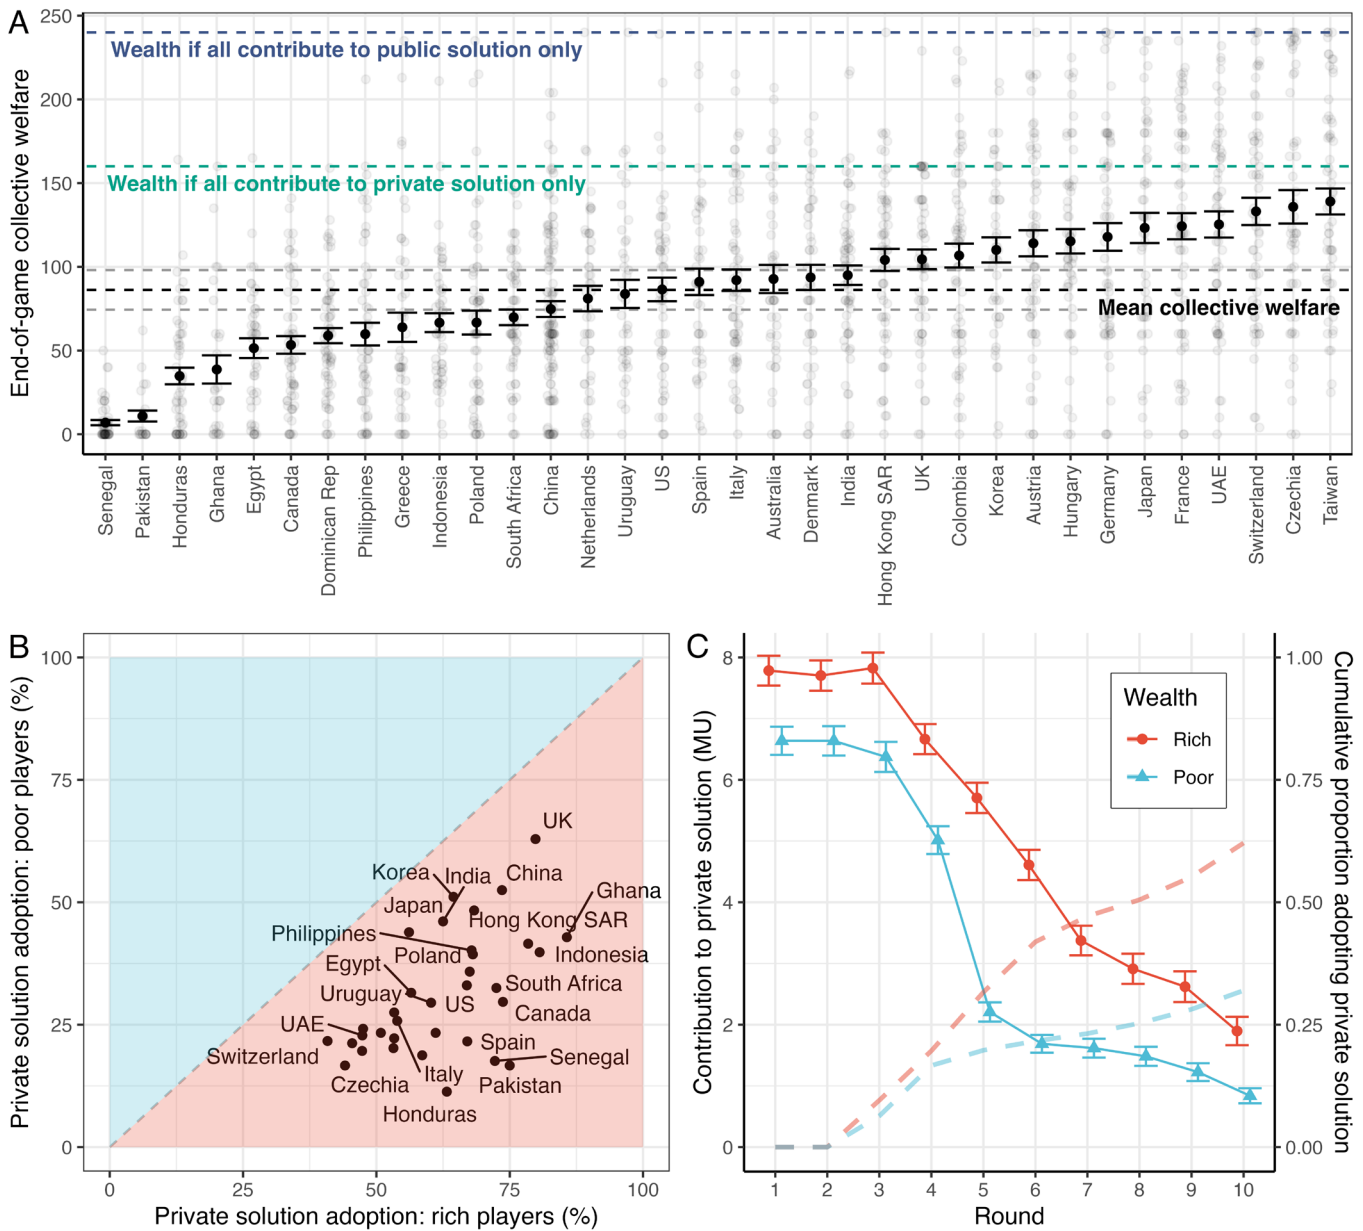 A
End-of-game collective welfare
250
200
150
100
50
0
Wealth if all contribute to public solution only
Wealth if all contribute to private solution only
Mean collective welfare
Senegal
Pakistan
Honduras
Ghana
Egypt
Canada
Dominican Rep
Philippines
Greece
Indonesia
Poland
South Africa
China
Netherlands
Uruguay
US
Spain
Italy
Australia
Denmark
India
Hong Kong SAR
UK
Colombia
Korea
Austria
Hungary
Germany
Japan
France
UAE
Switzerland
Czechia
Taiwan
B
Private solution adoption: poor players (%)
100
75
50
25
0
UK
Korea
India
China
Ghana
Japan
Hong Kong SAR
Philippines
Poland
Indonesia
Egypt
South Africa
Uruguay
US
Canada
UAE
Spain
Switzerland
Senegal
Italy
Czechia
Pakistan
Honduras
0
25
50
75
100
Private solution adoption: rich players (%)
C
Contribution to private solution (MU)
8
6
4
2
0
Wealth
Rich
Poor
1.00
0.75
0.50
0.25
0.00
Cumulative proportion adopting private solution
1
2
3
4
5
6
7
8
9
10
Round